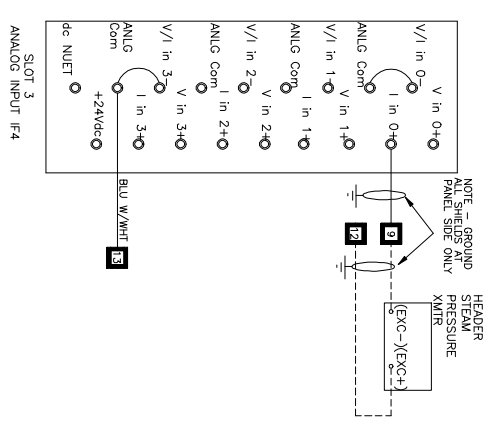 SLOT 3
ANALOG INPUT IF4
V/I in 0-
ANLG Com
V/I in 1-
ANLG Com
V/I in 2-
ANLG Com
V/I in 3-
ANLG
Com
dc NUET
V in 0+
I in 0+
V in 1+
I in 1+
V in 2+
I in 2+
V in 3+
I in 3+
+24Vdc
BLU W/WHT
13
12
9
NOTE - GROUND
ALL SHIELDS AT
PANEL SIDE ONLY
HEADER
STEAM
PRESSURE
XMTR
(EXC-)(EXC+)